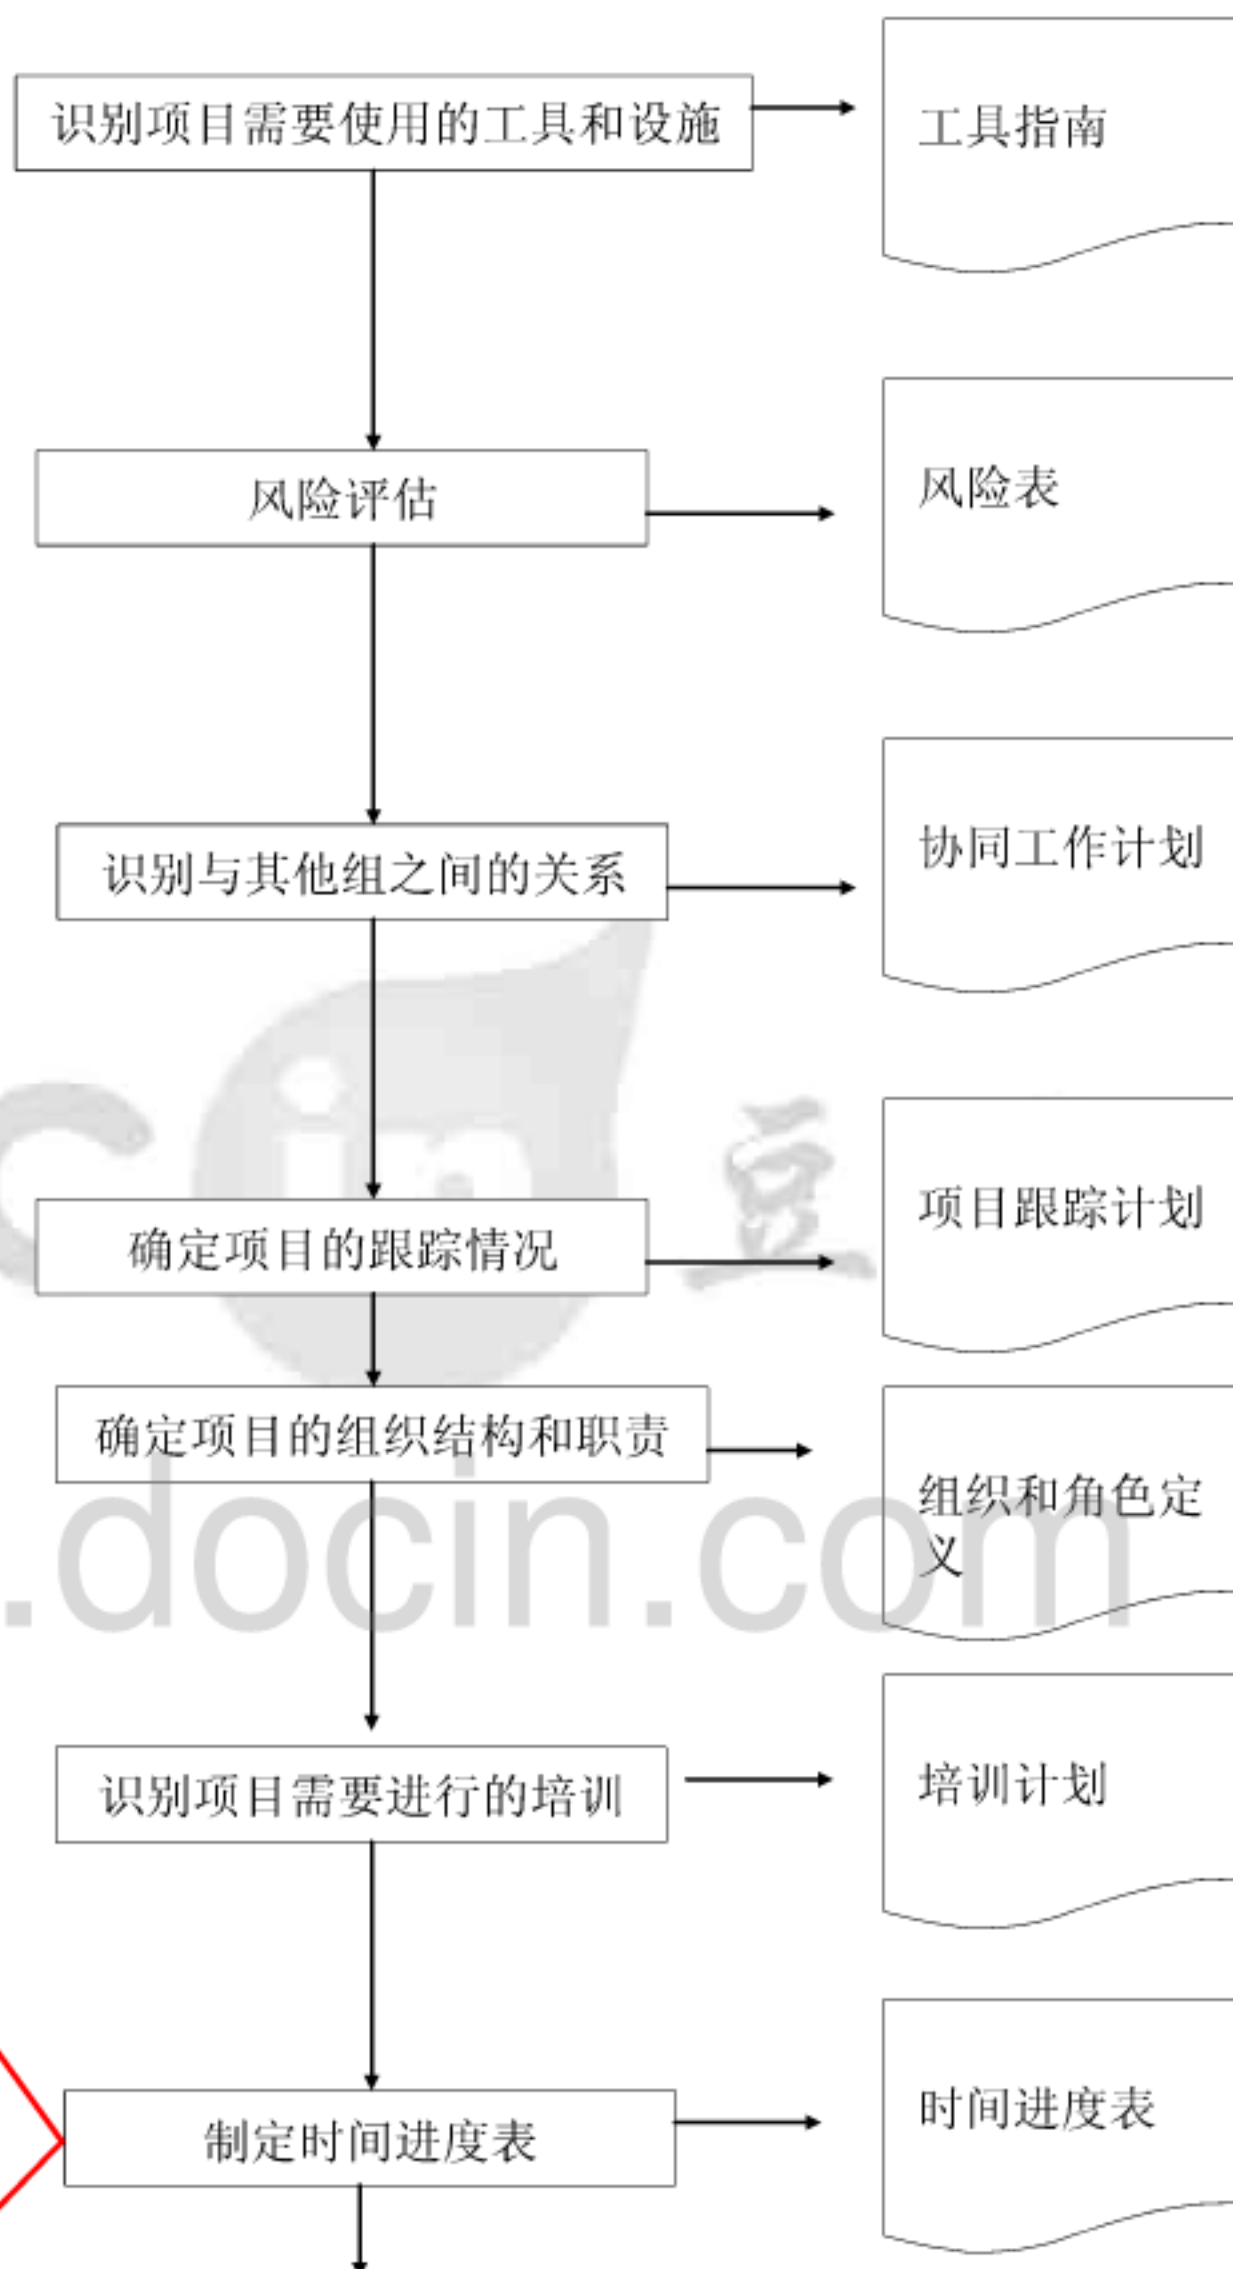 识别项目需要使用的工具和设施
工具指南
风险评估
风险表
识别与其他组之间的关系
协同工作计划
in 豆
确定项目的跟踪情况
项目跟踪计划
确定项目的组织结构和职责
组织和角色定
义
.docin.com
识别项目需要进行的培训
培训计划
制定时间进度表
时间进度表